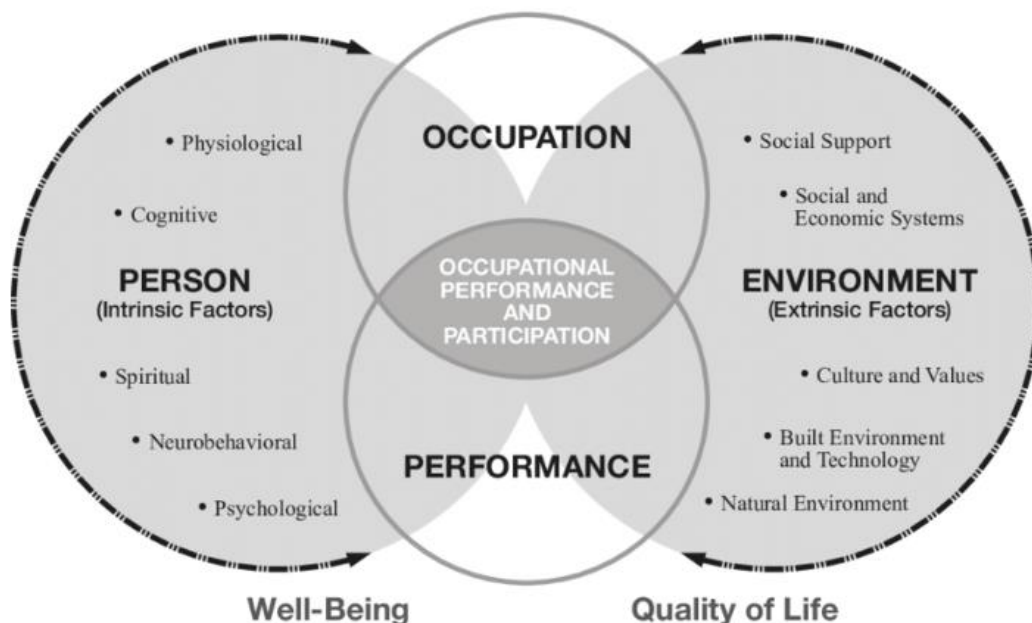 OCCUPATION
• Physiological
• Cognitive
PERSON
(Intrinsic Factors)
• Spiritual
• Neurobehavioral
• Psychological
OCCUPATIONAL
PERFORMANCE
AND
PARTICIPATION
PERFORMANCE
• Social Support
• Social and
Economic Systems
ENVIRONMENT
(Extrinsic Factors)
• Culture and Values
• Built Environment
and Technology
• Natural Environment
Well-Being
Quality of Life